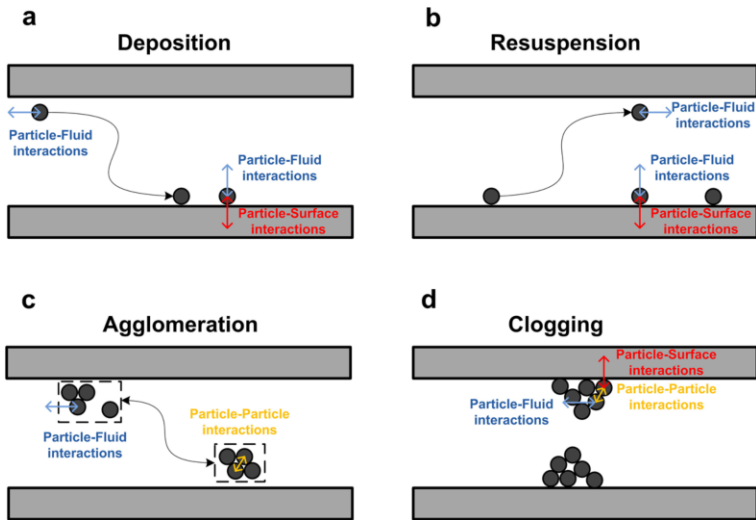 a
Deposition
Particle-Fluid
interactions
Particle-Fluid
interactions
Particle-Surface
interactions
b
Resuspension
Particle-Fluid
interactions
Particle-Fluid
interactions
Particle-Surface
interactions
c
Agglomeration
Particle-Fluid
interactions
Particle-Particle
interactions
d
Clogging
Particle-Surface
interactions
Particle-Particle
interactions
Particle-Fluid
interactions